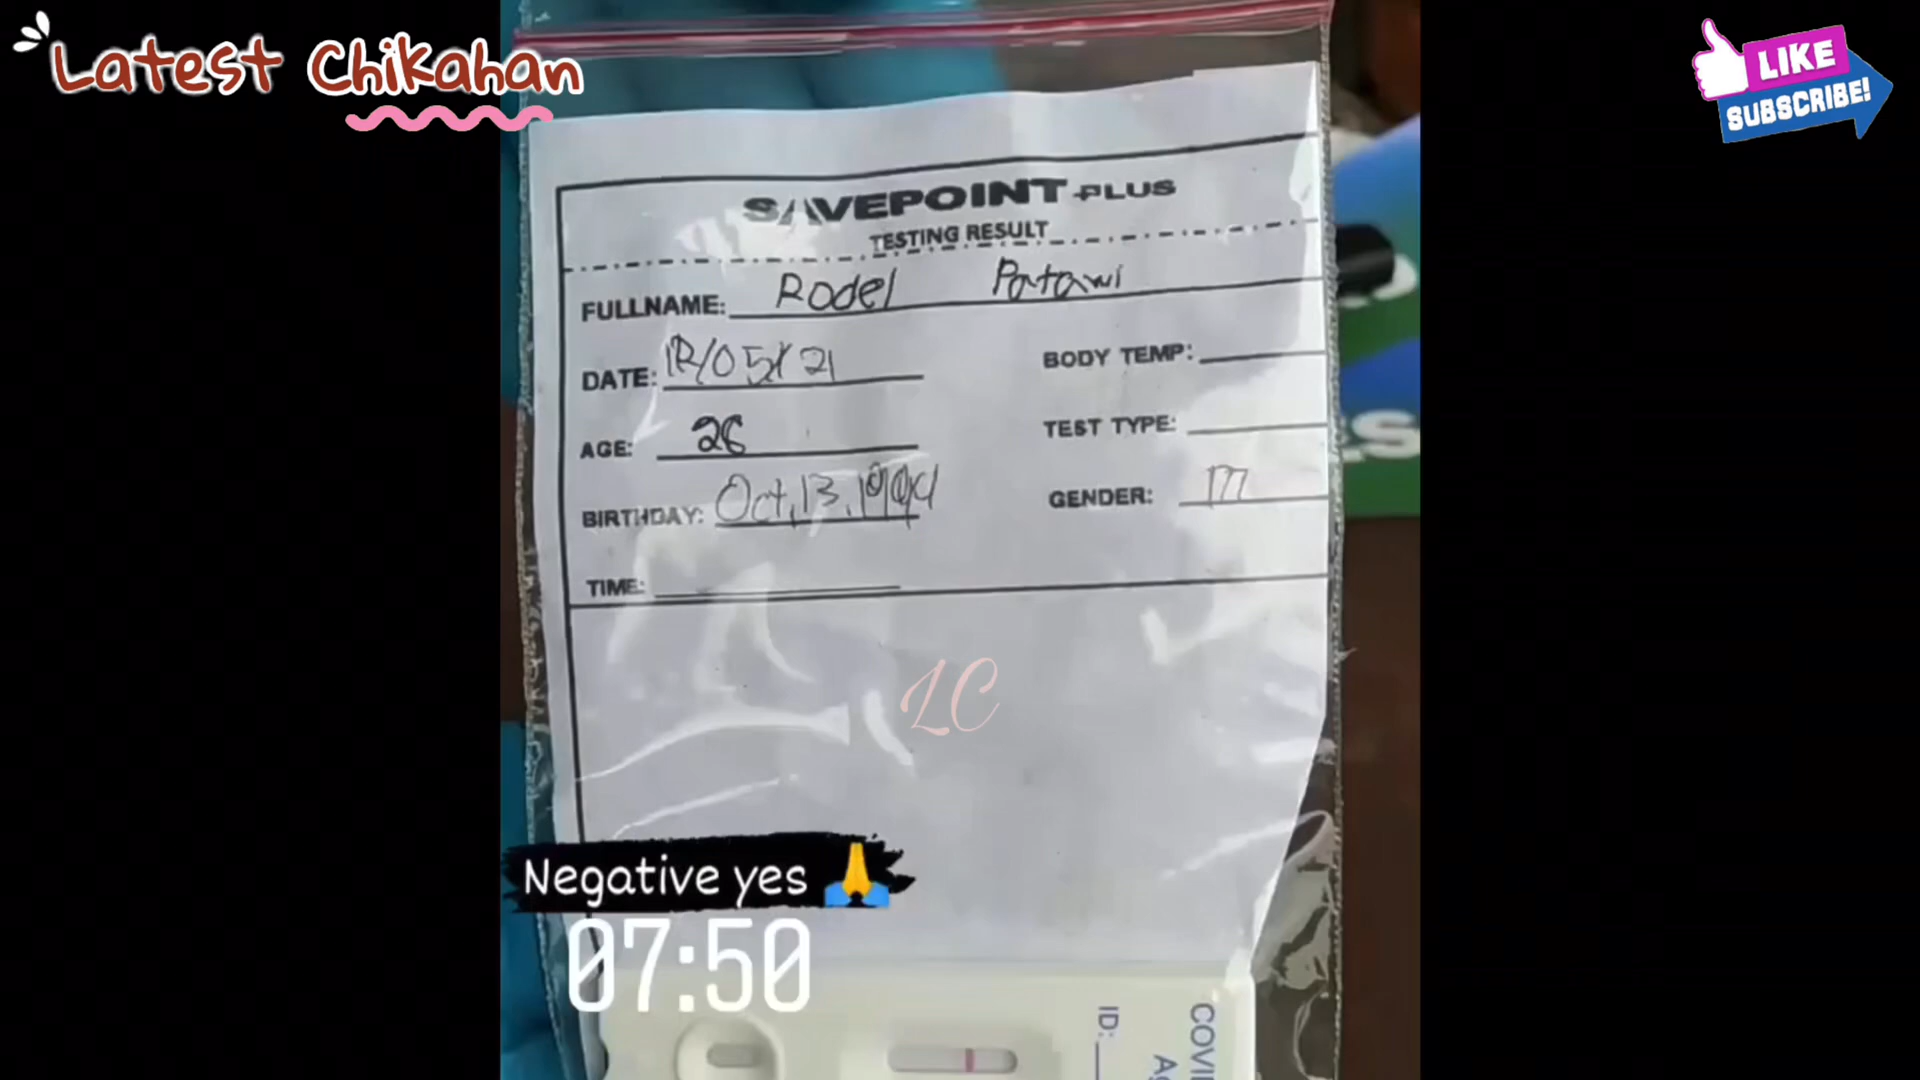 Latest Chikahan
LIKE
SUBSCRIBE!
SAVEPOINT PLUS
TESTING RESULT
FULLNAME: Rodel Patawi
DATE: 12/05/21
BODY TEMP:
AGE: 26
TEST TYPE:
BIRTHDAY: Oct, 13, 1994
GENDER: m
TIME:
LC
Negative yes 🙏
07:50
ID:
COVI